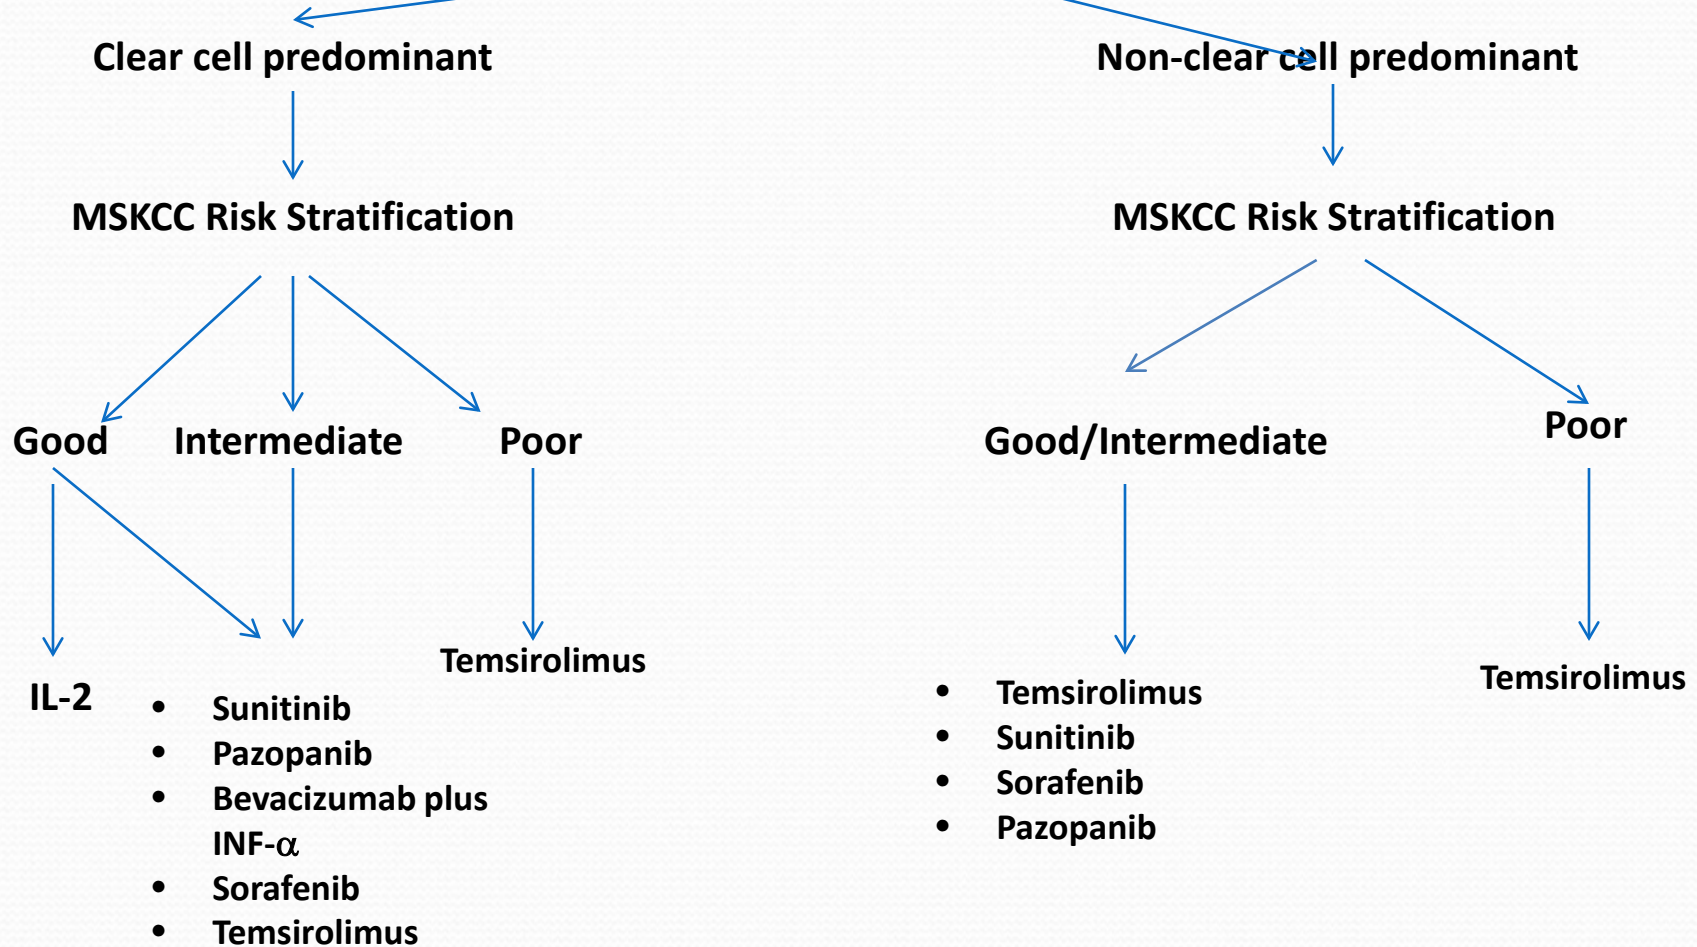 Clear cell predominant
Non-clear cell predominant
MSKCC Risk Stratification
MSKCC Risk Stratification
Good
Intermediate
Poor
Good/Intermediate
Poor
IL-2
• Sunitinib
• Pazopanib
• Bevacizumab plus
INF-α
• Sorafenib
• Temsirolimus
Temsirolimus
• Temsirolimus
• Sunitinib
• Sorafenib
• Pazopanib
Temsirolimus